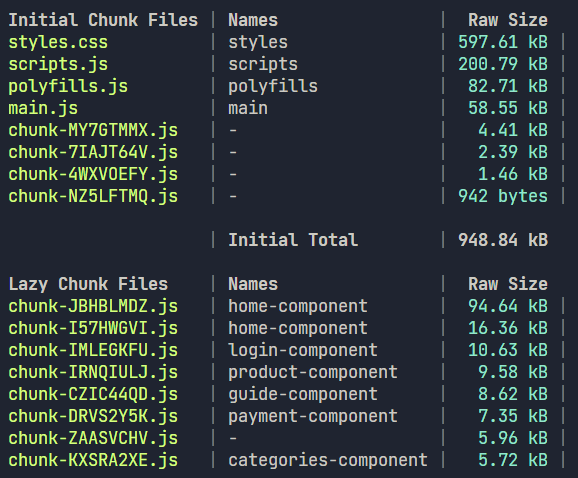 Initial Chunk Files | Names | Raw Size
styles.css | styles | 597.61 kB |
scripts.js | scripts | 200.79 kB |
polyfills.js | polyfills | 82.71 kB |
main.js | main | 58.55 kB |
chunk-MY7GTMMX.js | - | 4.41 kB |
chunk-7IAJT64V.js | - | 2.39 kB |
chunk-4WXVOEFY.js | - | 1.46 kB |
chunk-NZ5LFTMQ.js | - | 942 bytes |
| Initial Total | 948.84 kB
Lazy Chunk Files | Names | Raw Size
chunk-JBHBLMDZ.js | home-component | 94.64 kB |
chunk-I57HWGVI.js | home-component | 16.36 kB |
chunk-IMLEGKFU.js | login-component | 10.63 kB |
chunk-IRNQIULJ.js | product-component | 9.58 kB |
chunk-CZIC44QD.js | guide-component | 8.62 kB |
chunk-DRVS2Y5K.js | payment-component | 7.35 kB |
chunk-ZAASVCHV.js | - | 5.96 kB |
chunk-KXSRA2XE.js | categories-component | 5.72 kB |